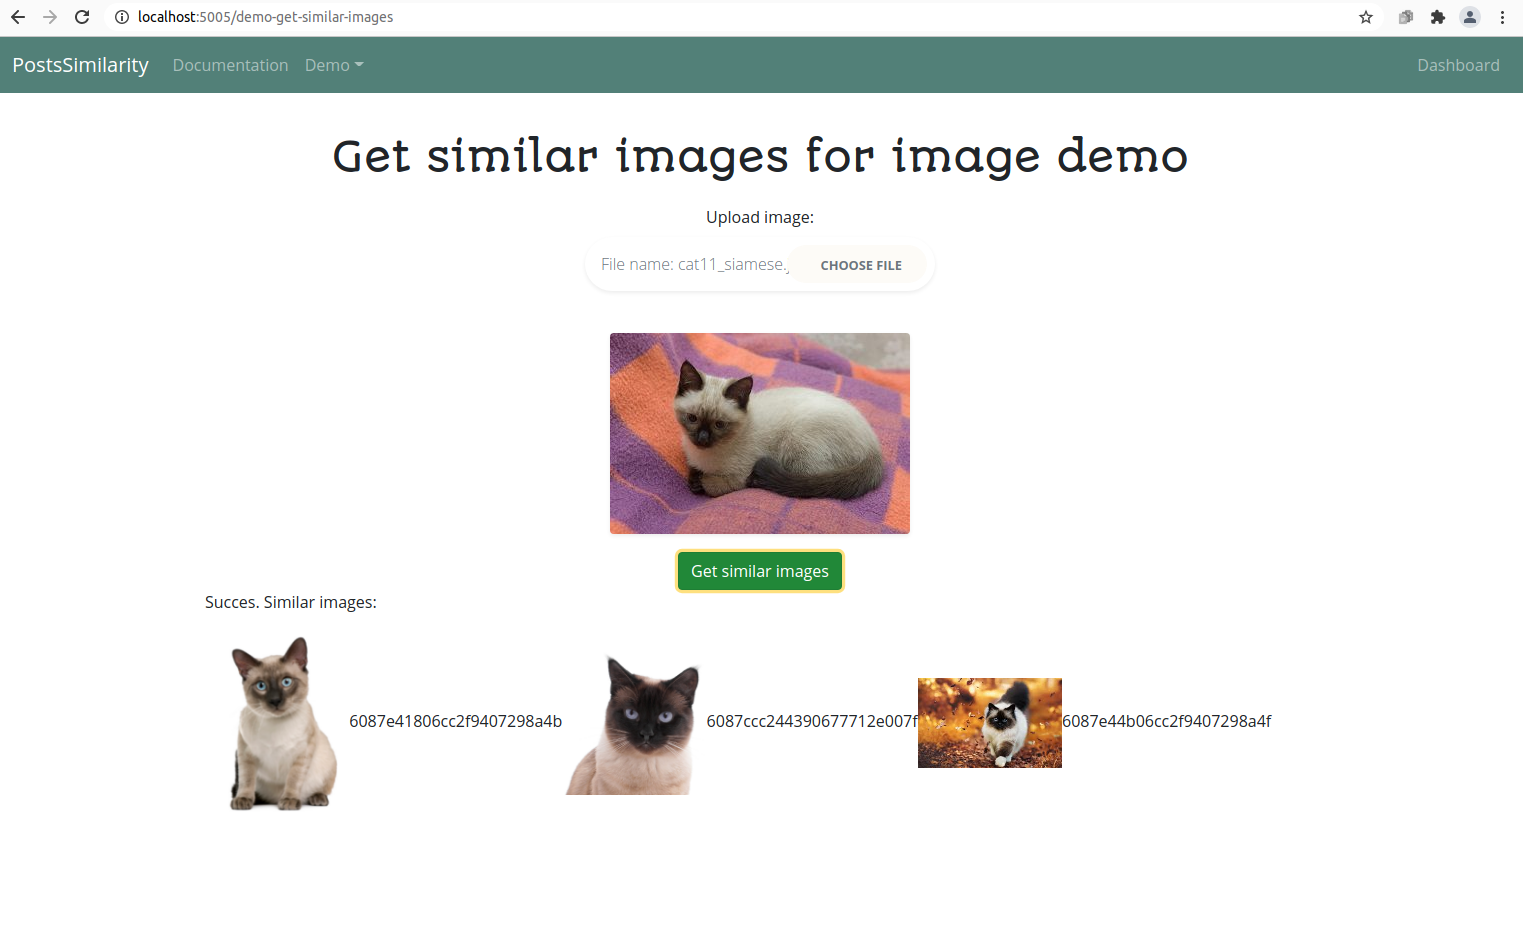 localhost:5005/demo-get-similar-images
PostsSimilarity Documentation Demo Dashboard
Get similar images for image demo
Upload image:
File name: cat11_siamese.j CHOOSE FILE
Get similar images
Succes. Similar images:
6087e41806cc2f9407298a4b 6087ccc244390677712e007f 6087e44b06cc2f9407298a4f